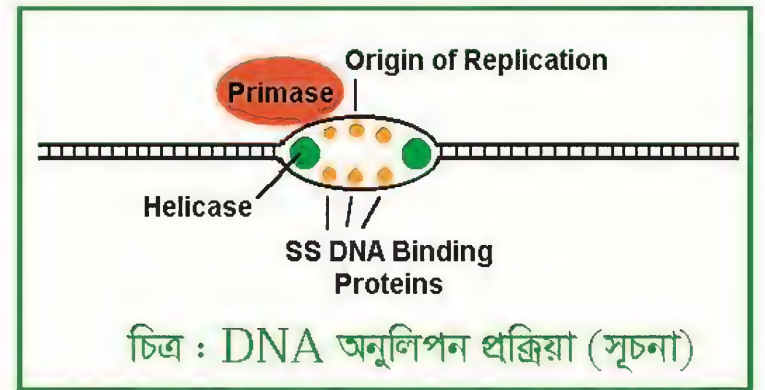 Origin of Replication
Primase
Helicase
SS DNA Binding
Proteins
চিত্র : DNA অনুলিপন প্রক্রিয়া (সূচনা)